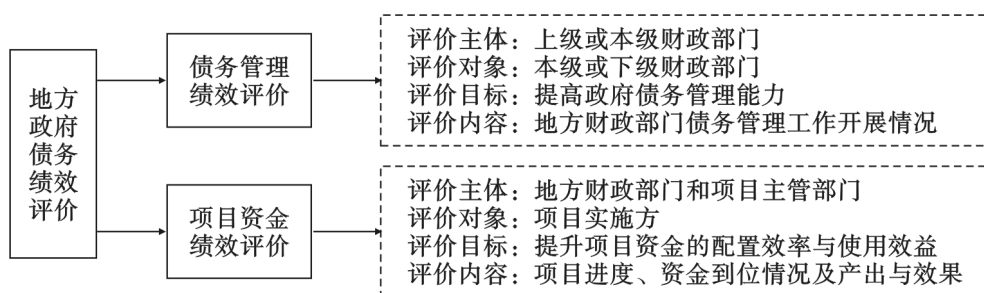 地方
政府
债务
绩效
评价
债务管理
绩效评价
评价主体：上级或本级财政部门
评价对象：本级或下级财政部门
评价目标：提高政府债务管理能力
评价内容：地方财政部门债务管理工作开展情况
项目资金
绩效评价
评价主体：地方财政部门和项目主管部门
评价对象：项目实施方
评价目标：提升项目资金的配置效率与使用效益
评价内容：项目进度、资金到位情况及产出与效果